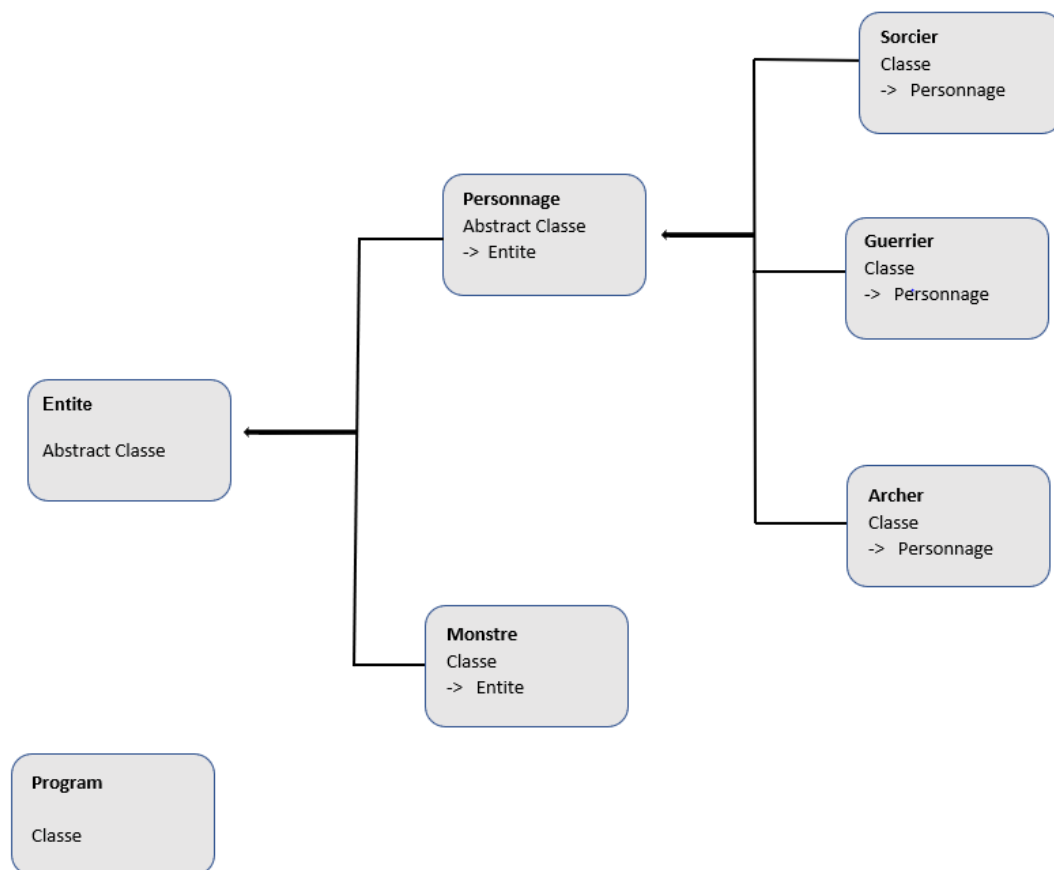 Sorcier
Classe
-> Personnage
Personnage
Abstract Classe
-> Entite
Guerrier
Classe
-> Personnage
Entite
Abstract Classe
Archer
Classe
-> Personnage
Monstre
Classe
-> Entite
Program
Classe